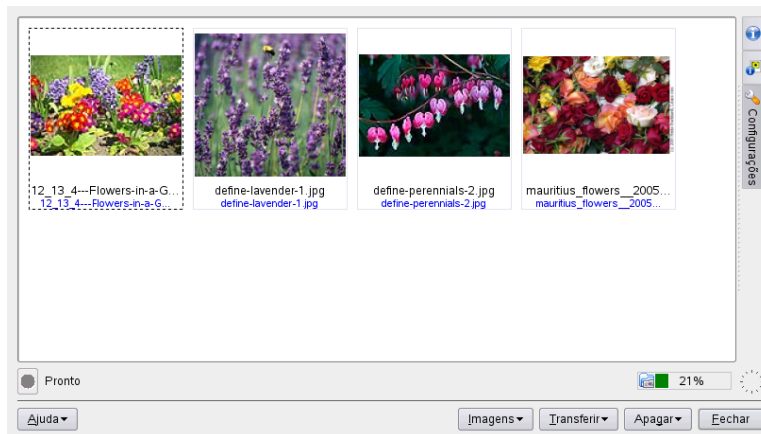 12_13_4---Flowers-in-a-G...
12_13_4---Flowers-in-a-G...
define-lavender-1.jpg
define-lavender-1.jpg
define-perennials-2.jpg
define-perennials-2.jpg
mauritius_flowers__2005...
mauritius_flowers__2005...
Configurações
Pronto
21%
Ajuda
Imagens
Transferir
Apagar
Fechar